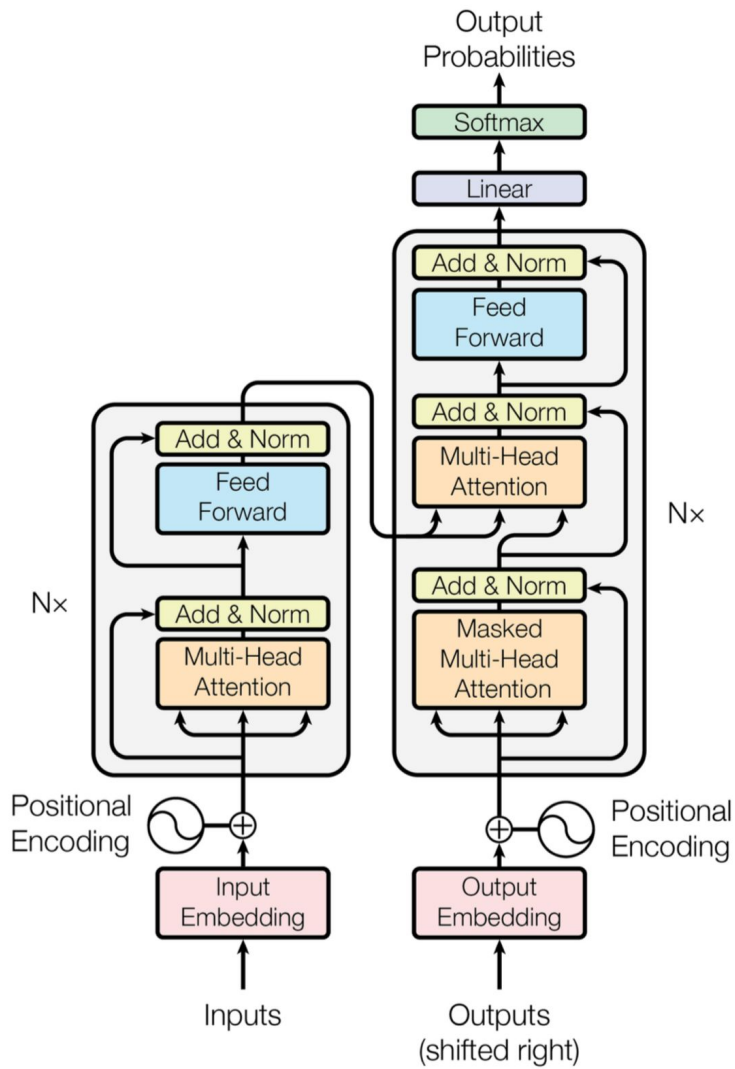 Output
Probabilities
Softmax
Linear
Add & Norm
Feed
Forward
Add & Norm
Multi-Head
Attention
Add & Norm
Masked
Multi-Head
Attention
N×
Add & Norm
Feed
Forward
Add & Norm
Multi-Head
Attention
N×
Positional
Encoding
Positional
Encoding
Input
Embedding
Output
Embedding
Inputs
Outputs
(shifted right)